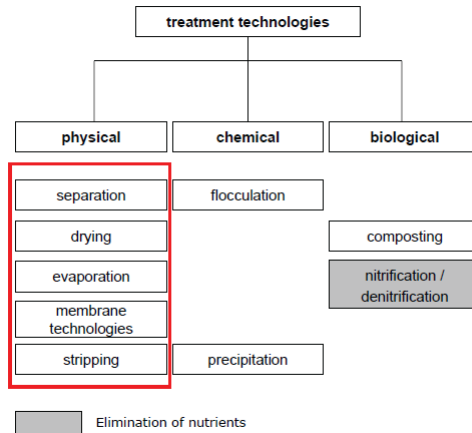 treatment technologies
physical
chemical
biological
separation
flocculation
drying
composting
evaporation
nitrification /
denitrification
membrane
technologies
stripping
precipitation
Elimination of nutrients